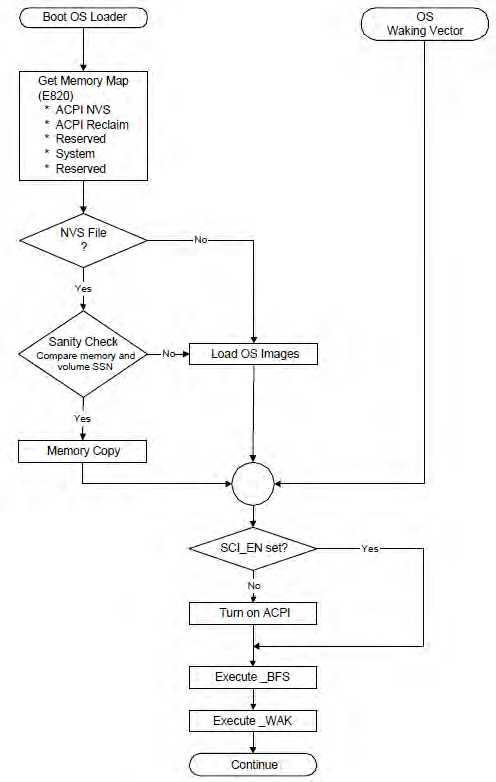 Boot OS Loader
OS
Waking Vector
Get Memory Map
(E820)
* ACPI NVS
* ACPI Reclaim
* Reserved
* System
* Reserved
NVS File
?
No
Yes
Sanity Check
Compare memory and
volume SSN
No
Load OS Images
Yes
Memory Copy
SCI_EN set?
Yes
No
Turn on ACPI
Execute _BFS
Execute _WAK
Continue